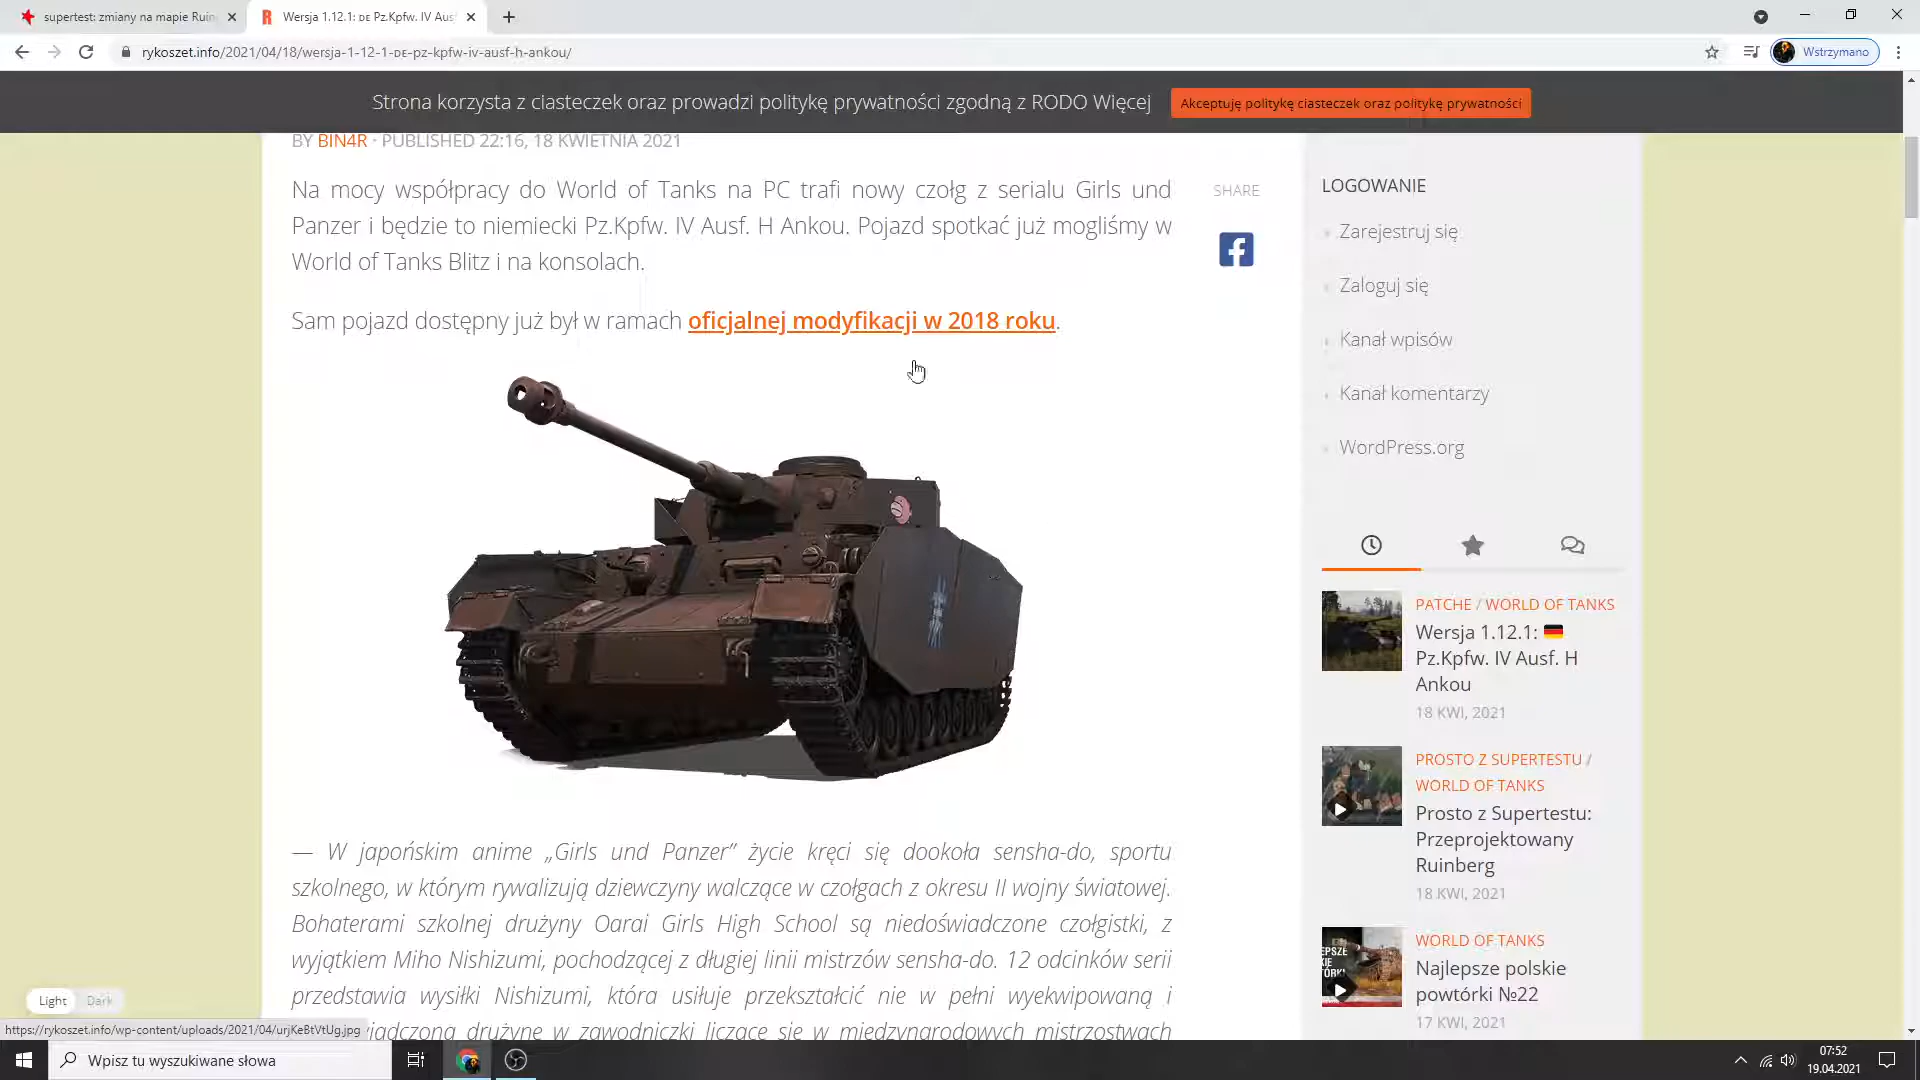 supertest: zmiany na mapie Ruin
Wersja 1.12.1: ᴅᴇ Pz.Kpfw. IV Aus
rykoszet.info/2021/04/18/wersja-1-12-1-ᴅᴇ-pz-kpfw-iv-ausf-h-ankou/
Wstrzymano
Strona korzysta z ciasteczek oraz prowadzi politykę prywatności zgodną z RODO Więcej
Akceptuję politykę ciasteczek oraz politykę prywatności
BY BIN4R · PUBLISHED 22:16, 18 KWIETNIA 2021
Na mocy współpracy do World of Tanks na PC trafi nowy czołg z serialu Girls und
Panzer i będzie to niemiecki Pz.Kpfw. IV Ausf. H Ankou. Pojazd spotkać już mogliśmy w
World of Tanks Blitz i na konsolach.
Sam pojazd dostępny już był w ramach oficjalnej modyfikacji w 2018 roku.
— W japońskim anime „Girls und Panzer” życie kręci się dookoła sensha-do, sportu
szkolnego, w którym rywalizują dziewczyny walczące w czołgach z okresu II wojny światowej.
Bohaterami szkolnej drużyny Oarai Girls High School są niedoświadczone czołgistki, z
wyjątkiem Miho Nishizumi, pochodzącej z długiej linii mistrzów sensha-do. 12 odcinków serii
przedstawia wysiłki Nishizumi, która usiłuje przekształcić nie w pełni wyekwipowaną i
iadczoną drużynę w zawodniczki liczące się w międzynarodowych mistrzostwach
SHARE
LOGOWANIE
Zarejestruj się
Zaloguj się
Kanał wpisów
Kanał komentarzy
WordPress.org
PATCHE / WORLD OF TANKS
Wersja 1.12.1:
Pz.Kpfw. IV Ausf. H
Ankou
18 KWI, 2021
PROSTO Z SUPERTESTU /
WORLD OF TANKS
Prosto z Supertestu:
Przeprojektowany
Ruinberg
18 KWI, 2021
WORLD OF TANKS
Najlepsze polskie
powtórki №22
17 KWI, 2021
Light Dark
https://rykoszet.info/wp-content/uploads/2021/04/urjKeBtVtUg.jpg
Wpisz tu wyszukiwane słowa
07:52
19.04.2021